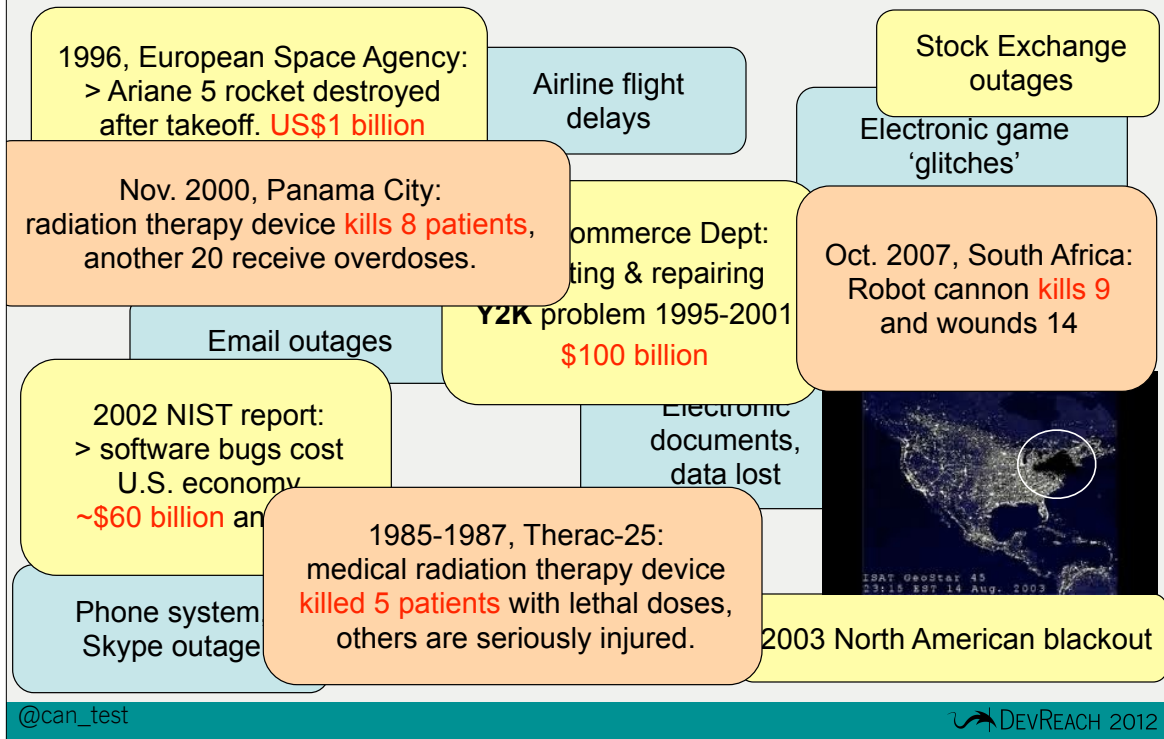 1996, European Space Agency:
> Ariane 5 rocket destroyed
after takeoff. US$1 billion
Airline flight
delays
Stock Exchange
outages
Electronic game
‘glitches’
Nov. 2000, Panama City:
radiation therapy device kills 8 patients,
another 20 receive overdoses.
ommerce Dept:
ting & repairing
Y2K problem 1995-2001
$100 billion
Oct. 2007, South Africa:
Robot cannon kills 9
and wounds 14
Email outages
2002 NIST report:
> software bugs cost
U.S. economy
~$60 billion an
Electronic
documents,
data lost
1985-1987, Therac-25:
medical radiation therapy device
killed 5 patients with lethal doses,
others are seriously injured.
ISAT GeoStar 45
23:15 EST 14 Aug. 2003
Phone system,
Skype outage
2003 North American blackout
@can_test
DEVREACH 2012